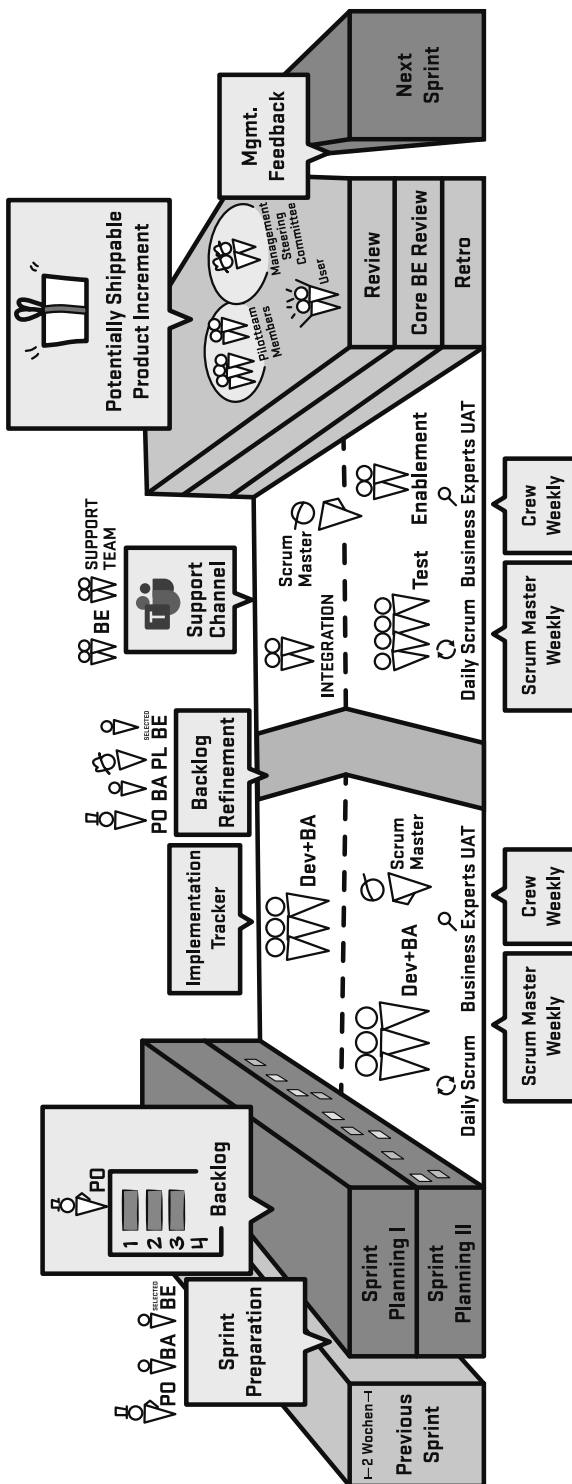 PO
BA
SELECTED
BE
Sprint
Preparation
PO
1
2
3
4
Backlog
Implementation
Tracker
PO
BA
PL
SELECTED
BE
Backlog
Refinement
BE
SUPPORT
TEAM
T
Support
Channel
Potentially Shippable
Product Increment
Mgmt.
Feedback
2 Wochen
Previous
Sprint
Sprint
Planning I
Sprint
Planning II
Dev+BA
Dev+BA
Scrum
Master
Daily Scrum
Business Experts UAT
INTEGRATION
Scrum
Master
Test
Enablement
Daily Scrum
Business Experts UAT
Pilotteam
Members
Management
Steering
Committee
User
Review
Core BE Review
Retro
Next
Sprint
Scrum Master
Weekly
Crew
Weekly
Scrum Master
Weekly
Crew
Weekly